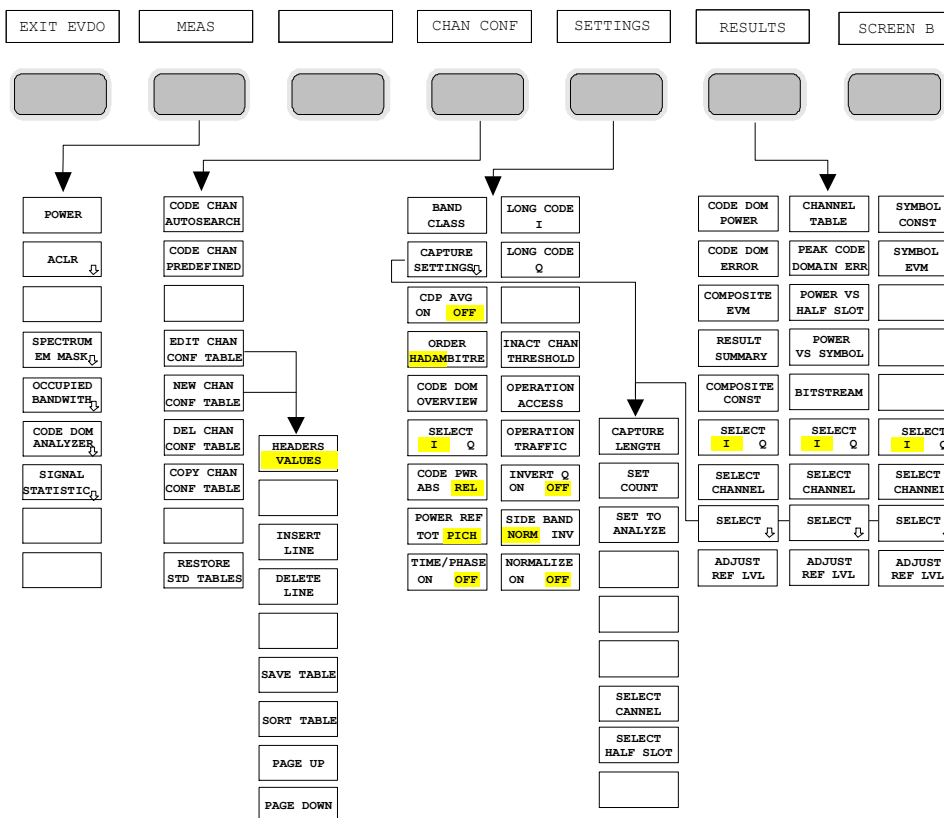 EXIT EVDO
MEAS
CHAN CONF
SETTINGS
RESULTS
SCREEN B
POWER
ACLR
SPECTRUM
EM MASK
OCCUPIED
BANDWITH
CODE DOM
ANALYZER
SIGNAL
STATISTIC
CODE CHAN
AUTOSEARCH
CODE CHAN
PREDEFINED
EDIT CHAN
CONF TABLE
NEW CHAN
CONF TABLE
DEL CHAN
CONF TABLE
COPY CHAN
CONF TABLE
RESTORE
STD TABLES
HEADERS
VALUES
INSERT
LINE
DELETE
LINE
SAVE TABLE
SORT TABLE
PAGE UP
PAGE DOWN
BAND
CLASS
CAPTURE
SETTINGS
CDP AVG
ON OFF
ORDER
HADAMBITRE
CODE DOM
OVERVIEW
SELECT
I Q
CODE PWR
ABS REL
POWER REF
TOT PICH
TIME/PHASE
ON OFF
LONG CODE
I
LONG CODE
Q
INACT CHAN
THRESHOLD
OPERATION
ACCESS
OPERATION
TRAFFIC
INVERT Q
ON OFF
SIDE BAND
NORM INV
NORMALIZE
ON OFF
CAPTURE
LENGTH
SET
COUNT
SET TO
ANALYZE
SELECT
CANNEL
SELECT
HALF SLOT
CODE DOM
POWER
CODE DOM
ERROR
COMPOSITE
EVM
RESULT
SUMMARY
COMPOSITE
CONST
SELECT
I Q
SELECT
CHANNEL
SELECT
ADJUST
REF LVL
CHANNEL
TABLE
PEAK CODE
DOMAIN ERR
POWER VS
HALF SLOT
POWER
VS SYMBOL
BITSTREAM
SELECT
I Q
SELECT
CHANNEL
SELECT
ADJUST
REF LVL
SYMBOL
CONST
SYMBOL
EVM
SELECT
I Q
SELECT
CHANNEL
SELECT
ADJUST
REF LVL